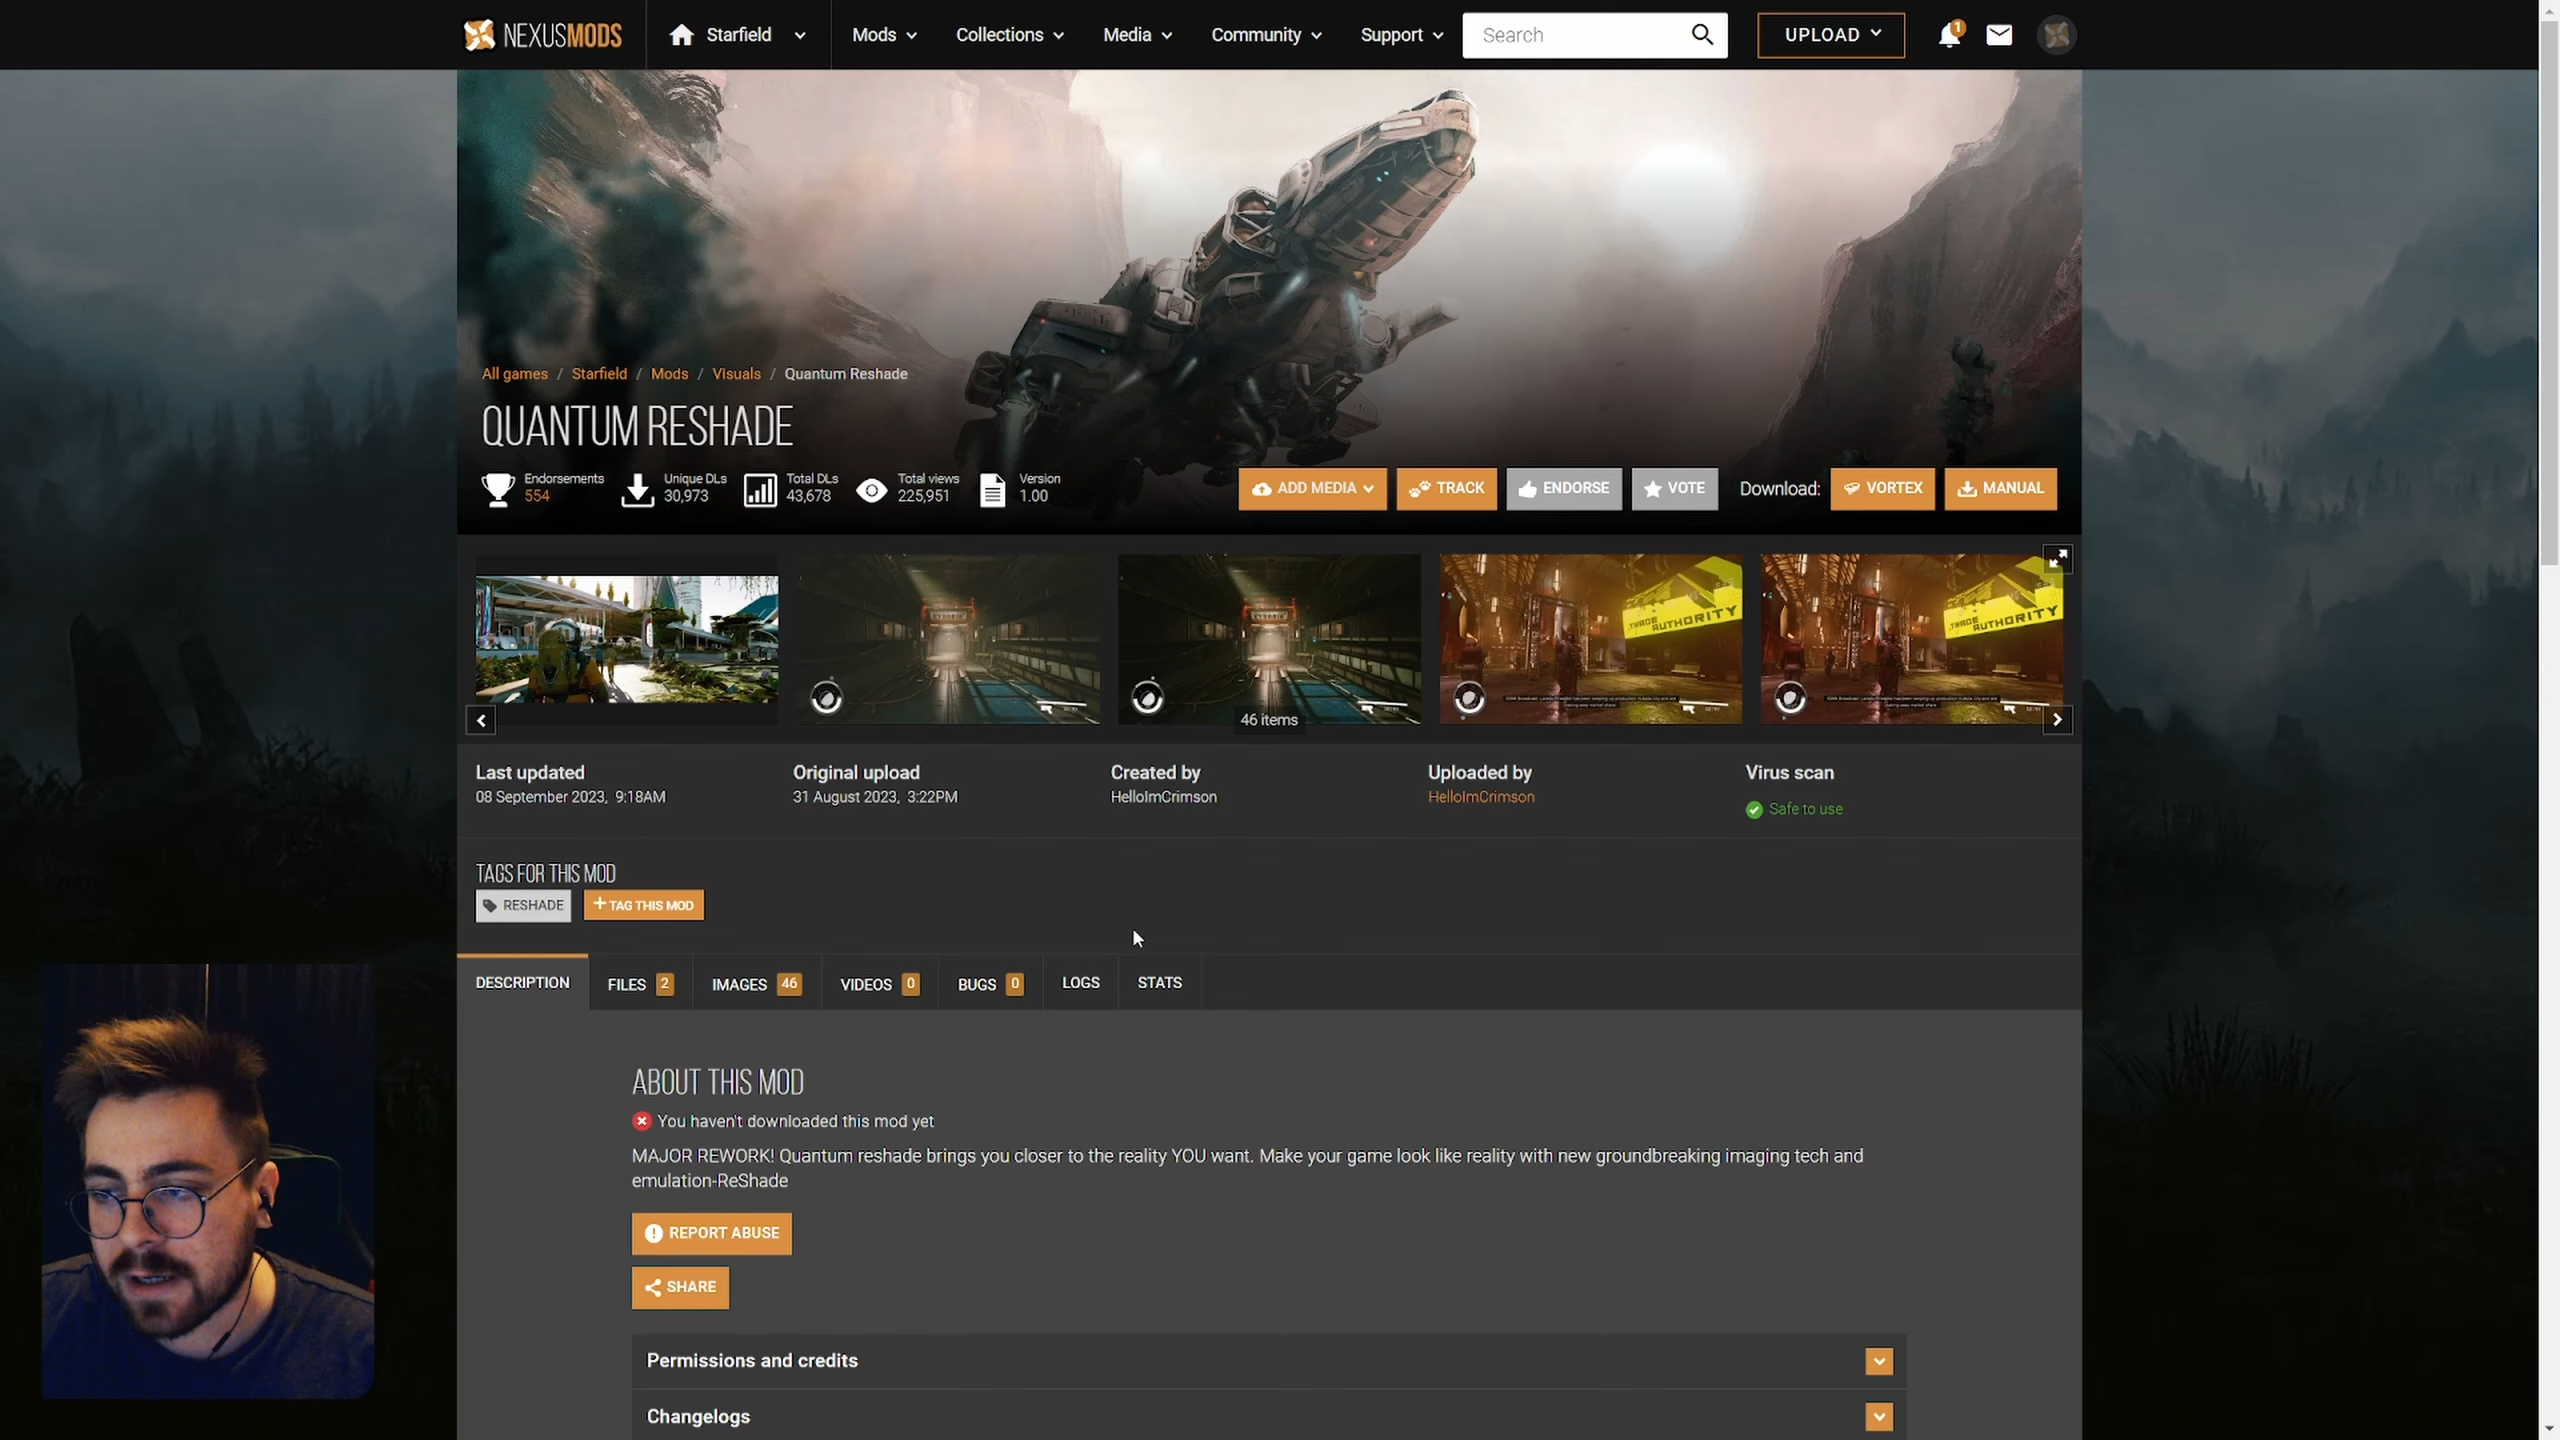 NEXUSMODS
Starfield
Mods
Collections
Media
Community
Support
Search
UPLOAD
1
All games / Starfield / Mods / Visuals / Quantum Reshade
QUANTUM RESHADE
Endorsements
554
Unique DLs
30,973
Total DLs
43,678
Total views
225,951
Version
1.00
ADD MEDIA
TRACK
ENDORSE
VOTE
Download:
VORTEX
MANUAL
TRADE AUTHORITY
TRADE AUTHORITY
46 items
Last updated
08 September 2023, 9:18AM
Original upload
31 August 2023, 3:22PM
Created by
HelloImCrimson
Uploaded by
HelloImCrimson
Virus scan
Safe to use
TAGS FOR THIS MOD
RESHADE
+ TAG THIS MOD
DESCRIPTION
FILES 2
IMAGES 46
VIDEOS 0
BUGS 0
LOGS
STATS
ABOUT THIS MOD
You haven't downloaded this mod yet
MAJOR REWORK! Quantum reshade brings you closer to the reality YOU want. Make your game look like reality with new groundbreaking imaging tech and
emulation-ReShade
REPORT ABUSE
SHARE
Permissions and credits
Changelogs